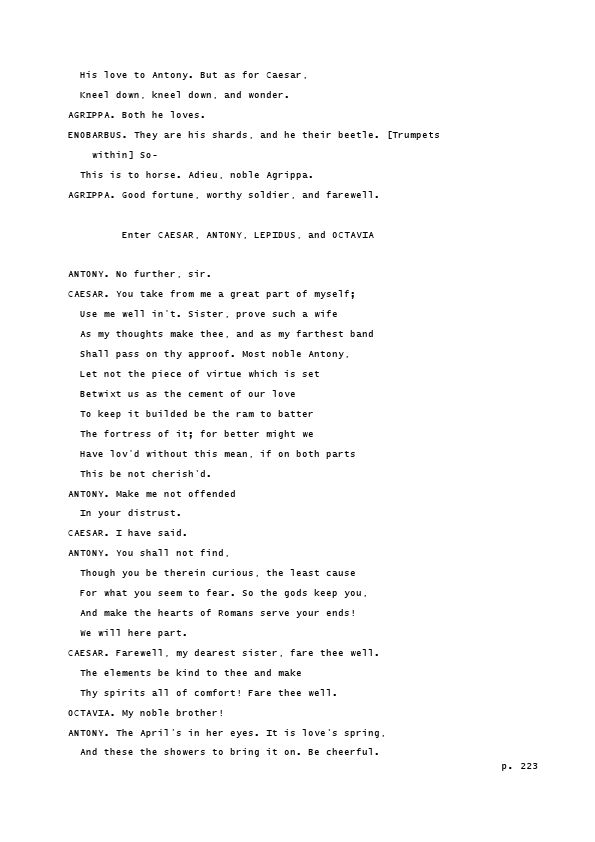 His love to Antony. But as for Caesar,
Kneel down, kneel down, and wonder.
AGRIPPA. Both he loves.
ENOBARBUS. They are his shards, and he their beetle. [Trumpets
within] So-
This is to horse. Adieu, noble Agrippa.
AGRIPPA. Good fortune, worthy soldier, and farewell.
Enter CAESAR, ANTONY, LEPIDUS, and OCTAVIA
ANTONY. No further, sir.
CAESAR. You take from me a great part of myself;
Use me well in't. Sister, prove such a wife
As my thoughts make thee, and as my farthest band
Shall pass on thy approof. Most noble Antony,
Let not the piece of virtue which is set
Betwixt us as the cement of our love
To keep it builded be the ram to batter
The fortress of it; for better might we
Have lov'd without this mean, if on both parts
This be not cherish'd.
ANTONY. Make me not offended
In your distrust.
CAESAR. I have said.
ANTONY. You shall not find,
Though you be therein curious, the least cause
For what you seem to fear. So the gods keep you,
And make the hearts of Romans serve your ends!
We will here part.
CAESAR. Farewell, my dearest sister, fare thee well.
The elements be kind to thee and make
Thy spirits all of comfort! Fare thee well.
OCTAVIA. My noble brother!
ANTONY. The April's in her eyes. It is love's spring,
And these the showers to bring it on. Be cheerful.
p. 223